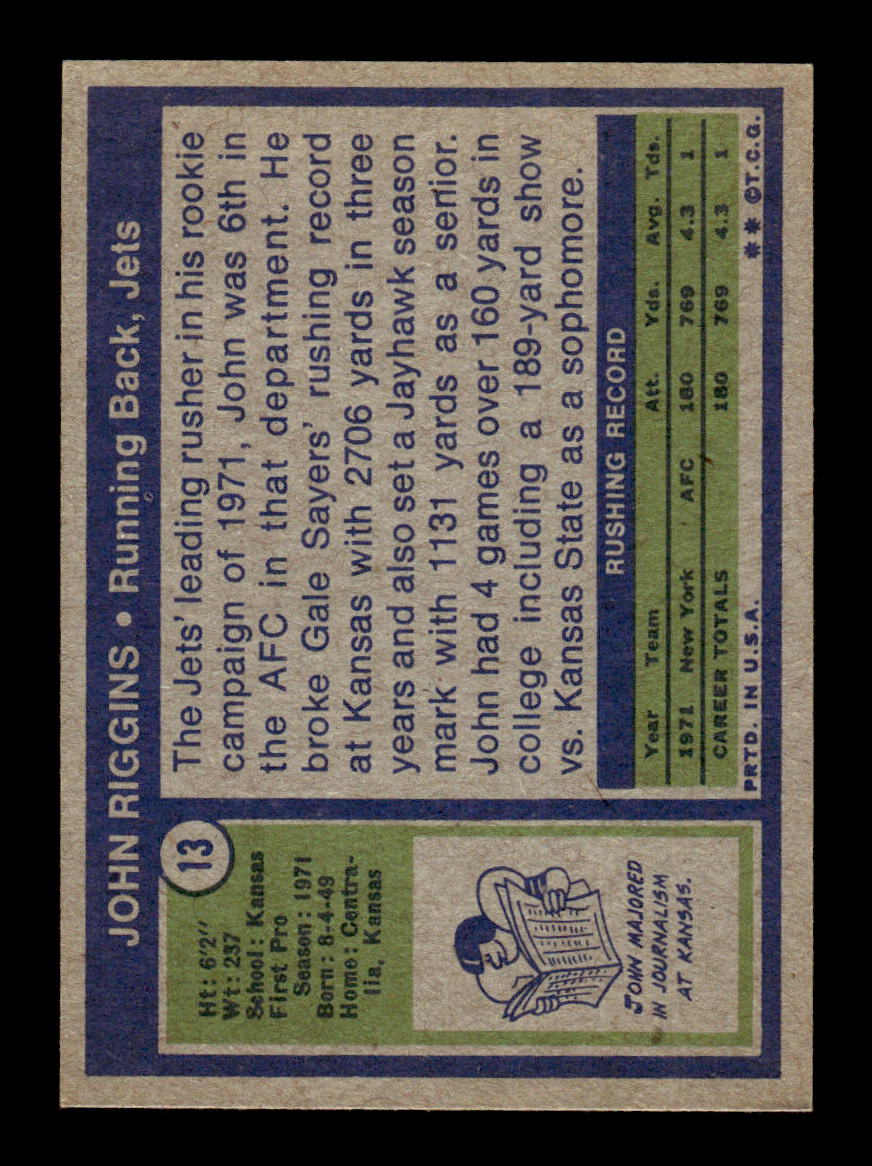 JOHN RIGGINS • Running Back, Jets
13
Ht: 6'2"
Wt: 237
School: Kansas
First Pro
Season: 1971
Born: 8-4-49
Home: Centra-
lia, Kansas
JOHN MAJORED
IN JOURNALISM
AT KANSAS.
The Jets' leading rusher in his rookie
campaign of 1971, John was 6th in
the AFC in that department. He
broke Gale Sayers' rushing record
at Kansas with 2706 yards in three
years and also set a Jayhawk season
mark with 1131 yards as a senior.
John had 4 games over 160 yards in
college including a 189-yard show
vs. Kansas State as a sophomore.
RUSHING RECORD
Year Team Att. Yds. Avg. Tds.
1971 New York AFC 180 769 4.3 1
CAREER TOTALS 180 769 4.3 1
PRTD. IN U.S.A. ** ©T.C.G.